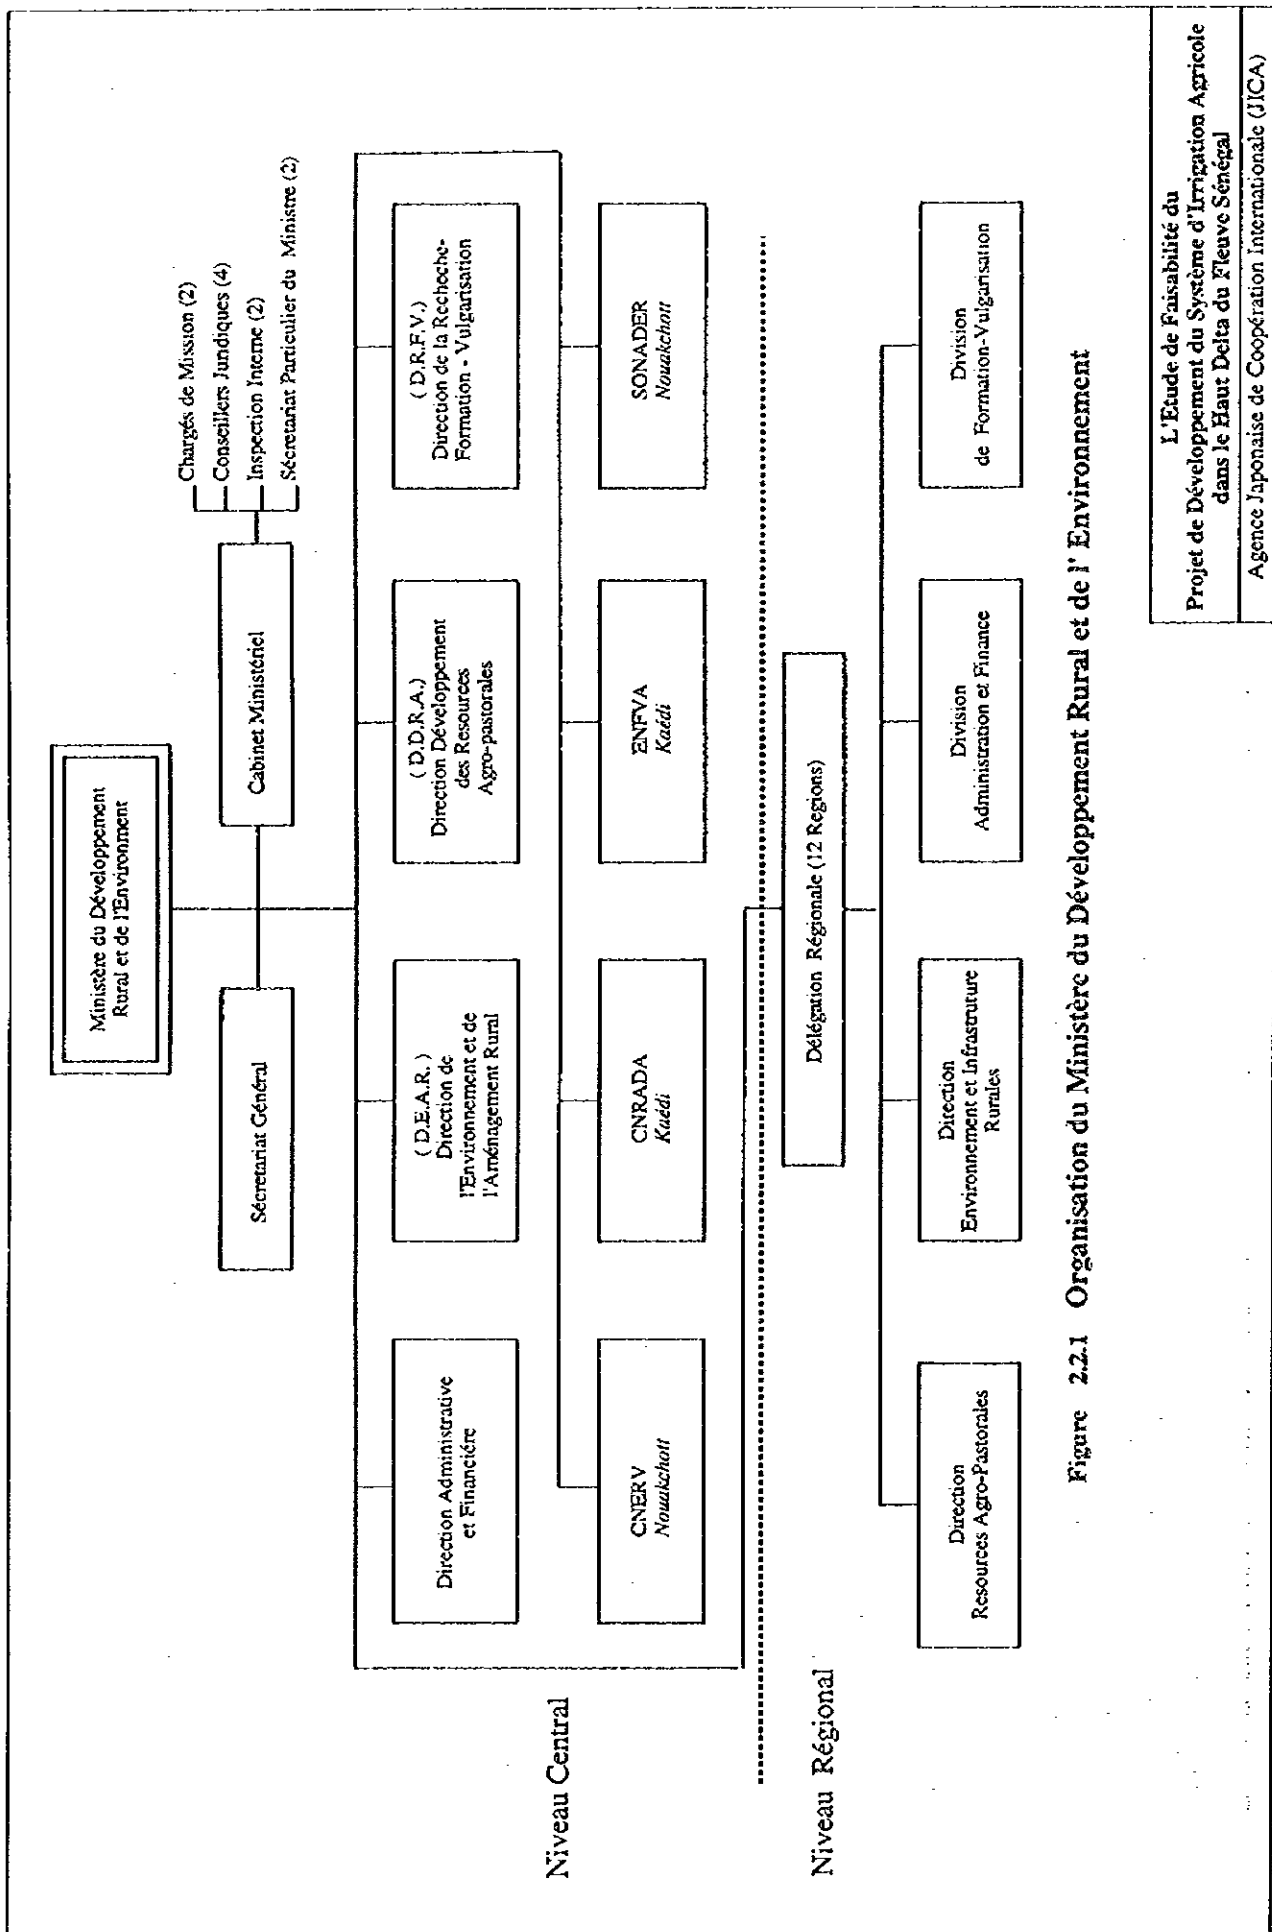 Ministère du Développement
Rural et de l'Environment
Sécretariat Général
Cabinet Ministériel
Chargés de Mission (2)
Conseillers Juridiques (4)
Inspection Interne (2)
Sécretariat Particulier du Ministre (2)
Niveau Central
Direction Administrative
et Financiére
( D.E.A.R. )
Direction de
l'Environnement et de
l'Aménagement Rural
( D.D.R.A.)
Direction Développement
des Resources
Agro-pastorales
( D.R.F.V.)
Direction de la Recheche-
Formation - Vulgarisation
CNERV
Nouakchott
CNRADA
Kaédi
ENFVA
Kaédi
SONADER
Nouakchott
Niveau Régional
Délégation Régionale (12 Regions)
Direction
Resources Agro-Pastorales
Direction
Environnement et Infrastruture
Rurales
Division
Administration et Finance
Division
de Formation-Vulgarisation
Figure 2.2.1 Organisation du Ministère du Développement Rural et de l' Environnement
L'Etude de Faisabilité du
Projet de Développement du Système d'Irrigation Agricole
dans le Haut Delta du Fleuve Sénégal
Agence Japonaise de Coopération Internationale (JICA)